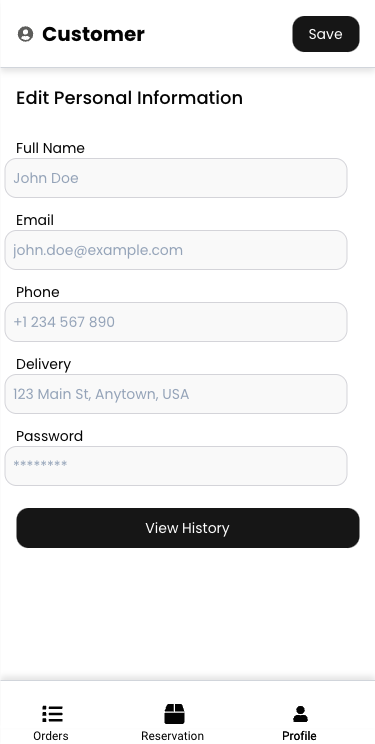 Customer
Save
Edit Personal Information
Full Name
John Doe
Email
john.doe@example.com
Phone
+1 234 567 890
Delivery
123 Main St, Anytown, USA
Password
********
View History
Orders
Reservation
Profile